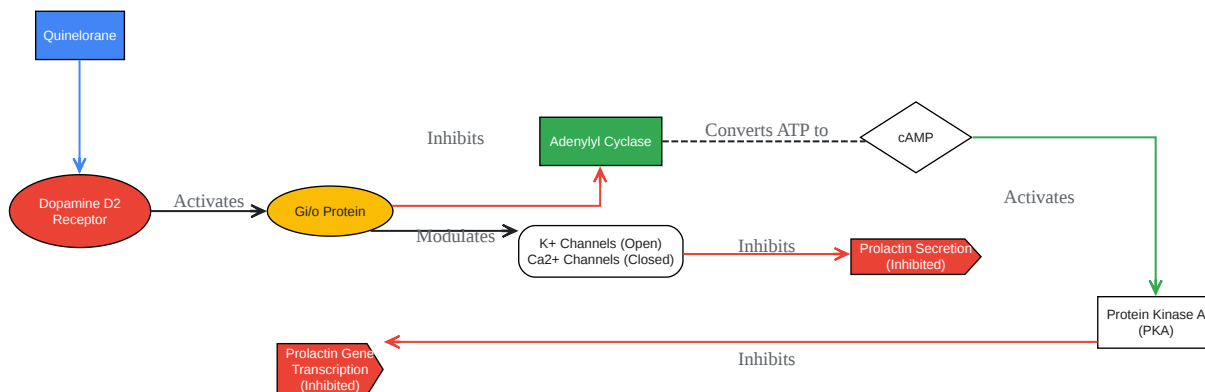 Quinelorane
Inhibits
Adenylyl Cyclase
Converts ATP to
cAMP
Dopamine D2
Receptor
Activates
Gi/o Protein
Activates
Modulates
K+ Channels (Open)
Ca2+ Channels (Closed)
Inhibits
Prolactin Secretion
(Inhibited)
Protein Kinase A
(PKA)
Prolactin Gene
Transcription
(Inhibited)
Inhibits